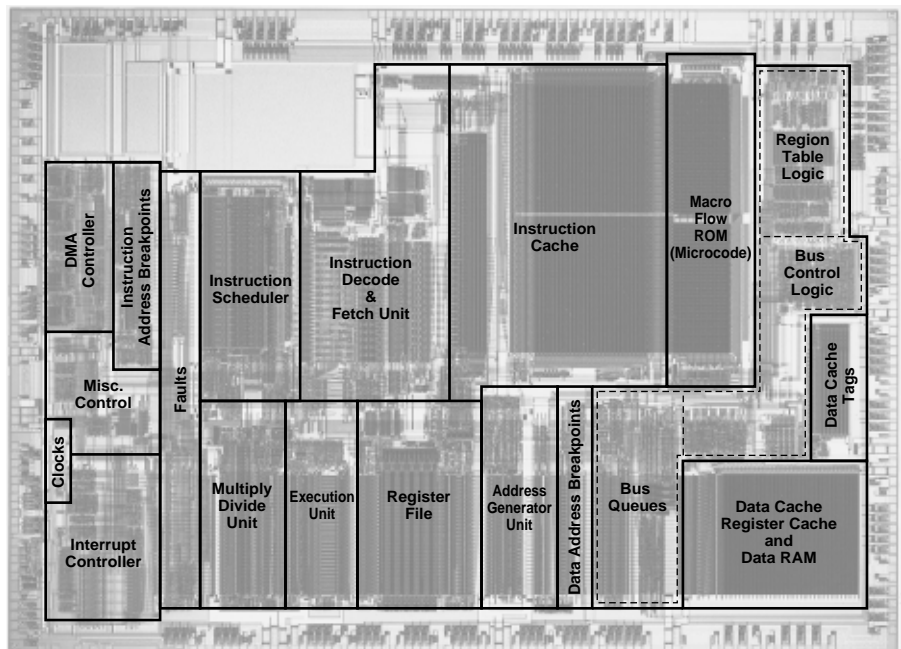 Region
Table
Logic
DMA
Controller
Instruction
Address Breakpoints
Instruction
Scheduler
Instruction
Decode
&
Fetch Unit
Instruction
Cache
Macro
Flow
ROM
(Microcode)
Bus
Control
Logic
Misc.
Control
Faults
Data Cache
Tags
Clocks
Interrupt
Controller
Multiply
Divide
Unit
Execution
Unit
Register
File
Address
Generator
Unit
Data Address Breakpoints
Bus
Queues
Data Cache
Register Cache
and
Data RAM